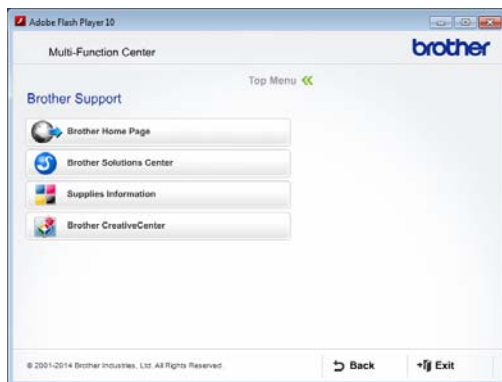 Adobe Flash Player 10
Multi-Function Center
brother
Top Menu
Brother Support
Brother Home Page
Brother Solutions Center
Supplies Information
Brother CreativeCenter
© 2001-2014 Brother Industries, Ltd. All Rights Reserved.
Back
Exit